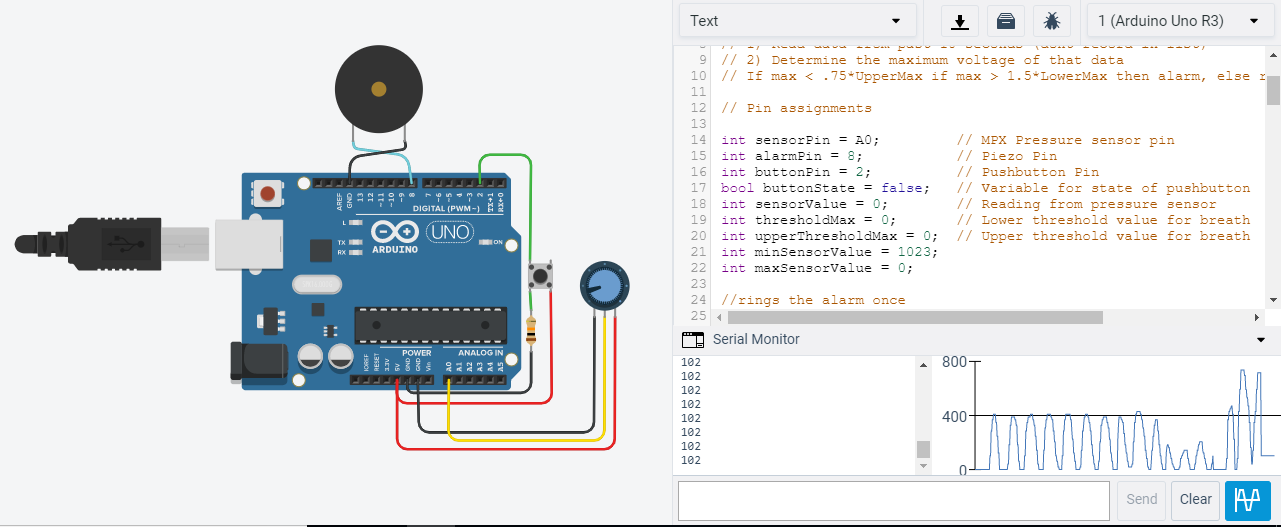 Text
1 (Arduino Uno R3)
8 // 1) Read data from past 10 seconds (dont record in list)
9 // 2) Determine the maximum voltage of that data
10 // If max < .75*UpperMax if max > 1.5*LowerMax then alarm, else r
11
12 // Pin assignments
13
14 int sensorPin = A0; // MPX Pressure sensor pin
15 int alarmPin = 8; // Piezo Pin
16 int buttonPin = 2; // Pushbutton Pin
17 bool buttonState = false; // Variable for state of pushbutton
18 int sensorValue = 0; // Reading from pressure sensor
19 int thresholdMax = 0; // Lower threshold value for breath
20 int upperThresholdMax = 0; // Upper threshold value for breath
21 int minSensorValue = 1023;
22 int maxSensorValue = 0;
23
24 //rings the alarm once
25
Serial Monitor
102
102
102
102
102
102
102
102
800
400
0
Send
Clear
AREF
GND
13
12
~11
~10
~9
8
7
~6
~5
4
~3
2
TX→1
RX←0
DIGITAL (PWM~)
L
TX
RX
ARDUINO
UNO
ON
POWER
ANALOG IN
IOREF
RESET
3.3V
5V
GND
GND
Vin
A0
A1
A2
A3
A4
A5